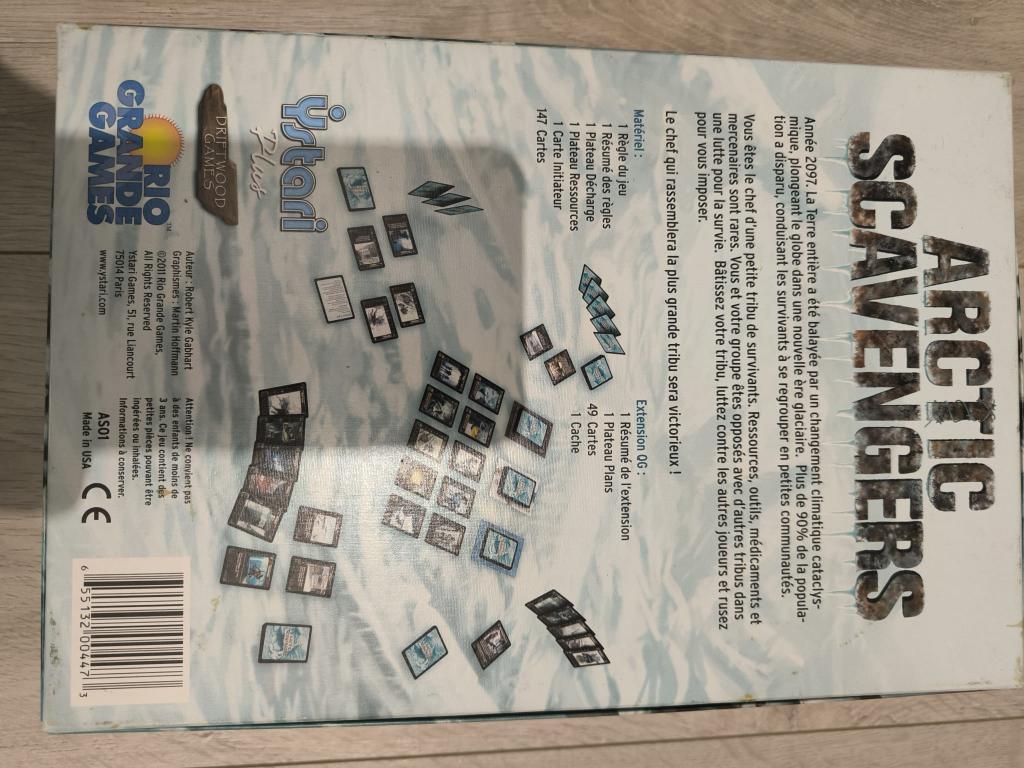 ARCTIC
SCAVENGERS
Année 2097. La Terre entière a été balayée par un changement climatique cataclys-
mique, plongeant le globe dans une nouvelle ère glaciaire. Plus de 90% de la popula-
tion a disparu, conduisant les survivants à se regrouper en petites communautés.
Vous êtes le chef d'une petite tribu de survivants. Ressources, outils, médicaments et
mercenaires sont rares. Vous et votre groupe êtes opposés avec d'autres tribus dans
une lutte pour la survie. Bâtissez votre tribu, luttez contre les autres joueurs et rusez
pour vous imposer.
Le chef qui rassemblera la plus grande tribu sera victorieux !
Matériel :
1 Règle du jeu
1 Résumé des règles
1 Plateau Décharge
1 Plateau Ressources
1 Carte Initiateur
147 Cartes
Extension QG :
1 Résumé de l'extension
1 Plateau Plans
49 Cartes
1 Cache
Ystari
Plus
DRIFTWOOD
GAMES
RIO
GRANDE
GAMES
™
Auteur : Robert Kyle Gabhart
Graphismes : Martin Hoffmann
©2011 Rio Grande Games,
All Rights Reserved
Ystari Games, 51, rue Liancourt
75014 Paris
www.ystari.com
Attention! Ne convient pas
à des enfants de moins de
3 ans. Ce jeu contient des
petites pièces pouvant être
ingérées ou inhalées.
Informations à conserver.
AS01
Made in USA
CE
6 55132 00447 3